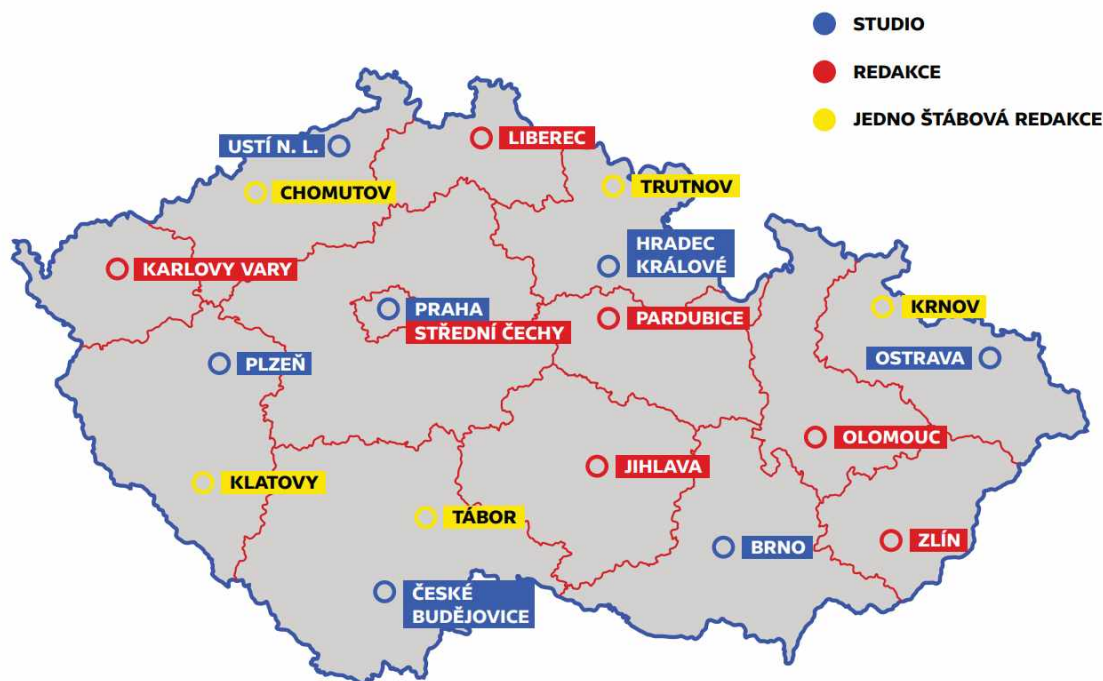 STUDIO
REDAKCE
JEDNO ŠTÁBOVÁ REDAKCE
USTÍ N. L.
LIBEREC
CHOMUTOV
TRUTNOV
HRADEC
KRÁLOVÉ
KARLOVY VARY
PRAHA
STŘEDNÍ ČECHY
PARDUBICE
KRNOV
PLZEŇ
OSTRAVA
OLOMOUC
JIHLAVA
KLATOVY
TÁBOR
BRNO
ZLÍN
ČESKÉ
BUDĚJOVICE